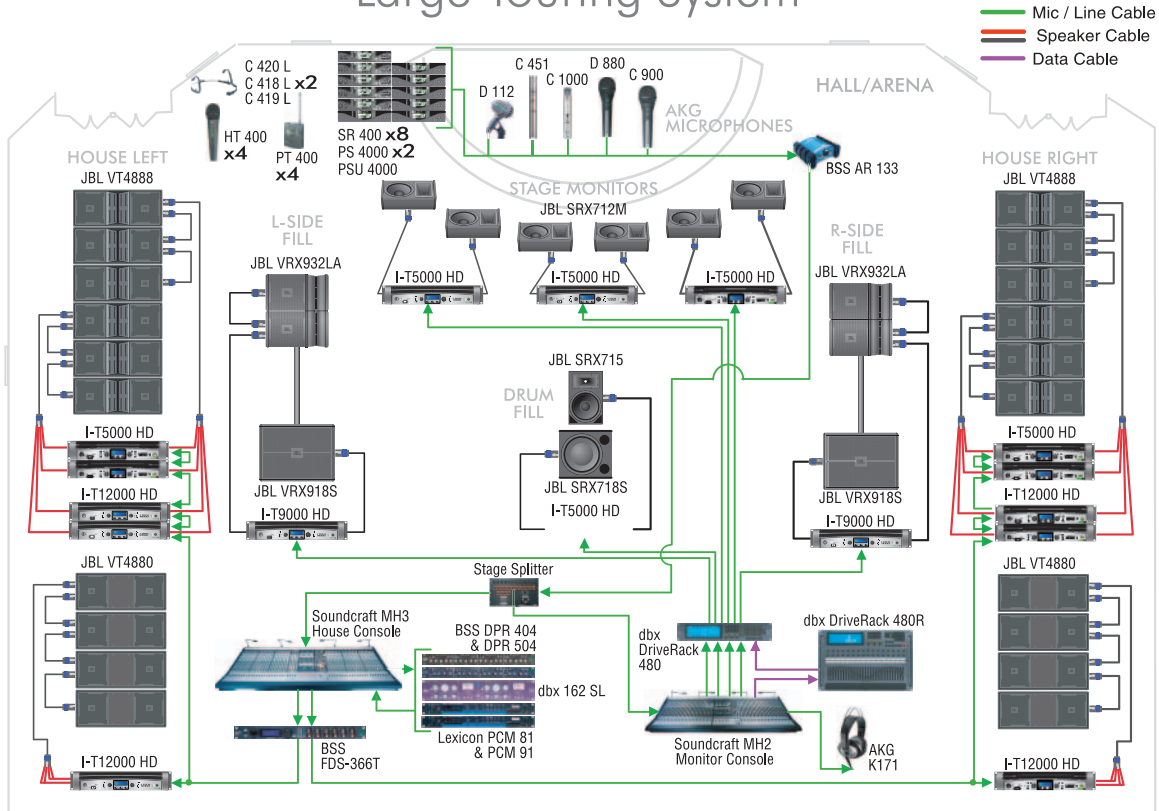 Large Touring System
Mic / Line Cable
Speaker Cable
Data Cable
C 420 L
C 418 L x2
C 419 L
HT 400
x4
PT 400
x4
SR 400 x8
PS 4000 x2
PSU 4000
D 112
C 451
C 1000
D 880
C 900
AKG
MICROPHONES
HALL/ARENA
BSS AR 133
HOUSE LEFT
JBL VT4888
L-SIDE
FILL
JBL VRX932LA
STAGE MONITORS
JBL SRX712M
I-T5000 HD
I-T5000 HD
I-T5000 HD
R-SIDE
FILL
JBL VRX932LA
HOUSE RIGHT
JBL VT4888
JBL SRX715
DRUM
FILL
JBL SRX718S
I-T5000 HD
I-T5000 HD
I-T12000 HD
JBL VRX918S
I-T9000 HD
JBL VRX918S
I-T9000 HD
I-T5000 HD
I-T12000 HD
JBL VT4880
Stage Splitter
Soundcraft MH3
House Console
BSS DPR 404
& DPR 504
dbx 162 SL
Lexicon PCM 81
& PCM 91
BSS
FDS-366T
dbx
DriveRack
480
dbx DriveRack 480R
Soundcraft MH2
Monitor Console
AKG
K171
JBL VT4880
I-T12000 HD
I-T12000 HD